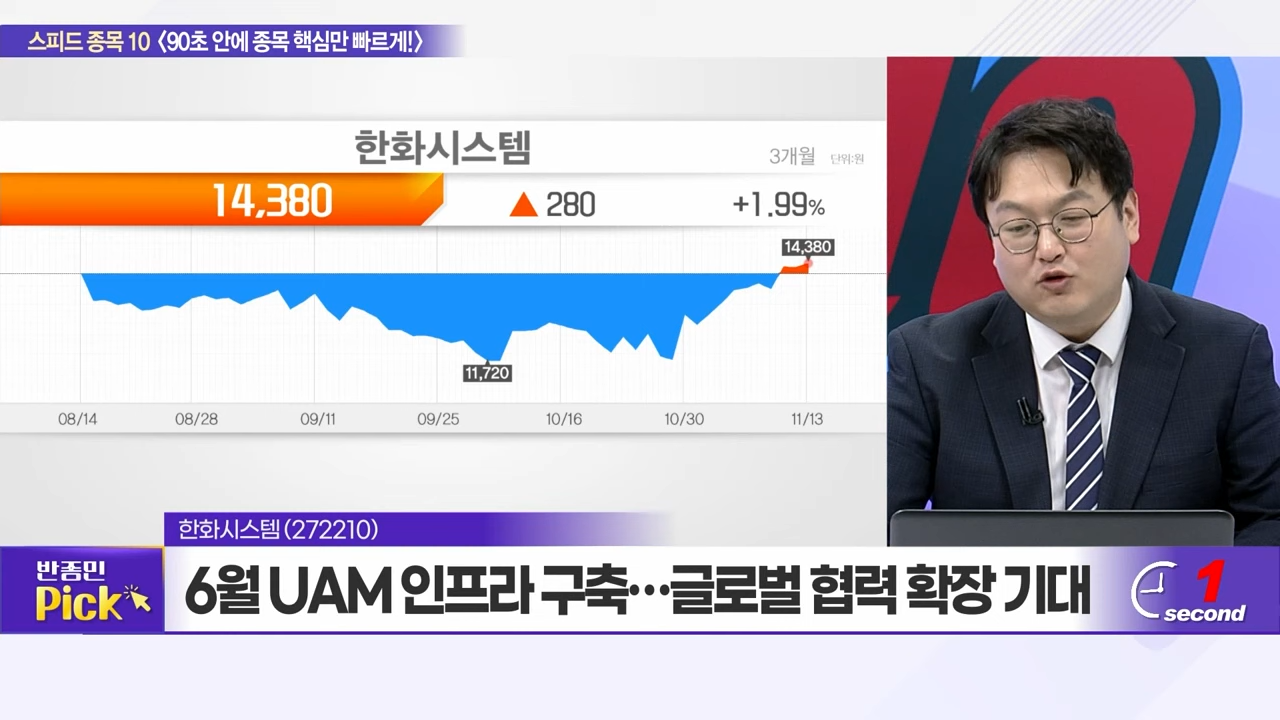 스피드 종목 10 〈90초 안에 종목 핵심만 빠르게!〉
한화시스템
3개월 단위:원
14,380 ▲ 280 +1.99%
14,380
11,720
08/14 08/28 09/11 09/25 10/16 10/30 11/13
한화시스템(272210)
반종민
Pick
6월 UAM 인프라 구축…글로벌 협력 확장 기대
1
second